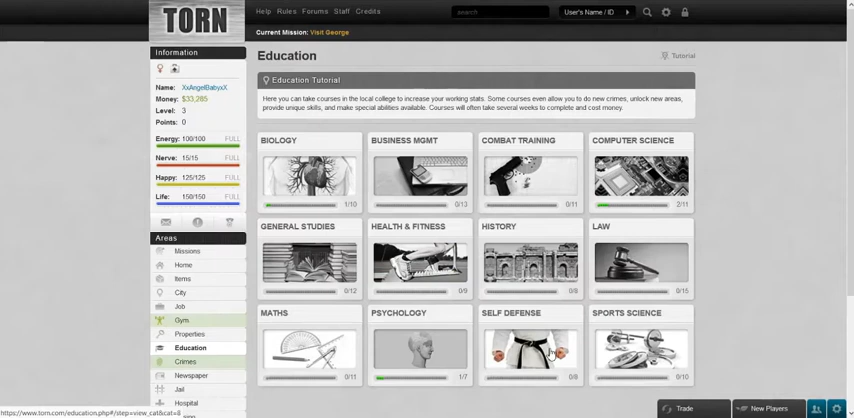 TORN
Help Rules Forums Staff Credits
search
User's Name / ID
Current Mission: Visit George
Information
Name: XxAngelBabyxX
Money: $33,285
Level: 3
Points: 0
Energy: 100/100 FULL
Nerve: 15/15 FULL
Happy: 125/125 FULL
Life: 150/150 FULL
Areas
Missions
Home
Items
City
Job
Gym
Properties
Education
Crimes
Newspaper
Jail
Hospital
Education
Tutorial
Education Tutorial
Here you can take courses in the local college to increase your working stats. Some courses even allow you to do new crimes, unlock new areas,
provide unique skills, and make special abilities available. Courses will often take several weeks to complete and cost money.
BIOLOGY BUSINESS MGMT COMBAT TRAINING COMPUTER SCIENCE
1/10 0/13 0/11 2/11
GENERAL STUDIES HEALTH & FITNESS HISTORY LAW
0/12 0/9 0/8 0/15
MATHS PSYCHOLOGY SELF DEFENSE SPORTS SCIENCE
0/11 1/7 0/8 0/10
https://www.torn.com/education.php#/step=view_cat&cat=8
Trade New Players